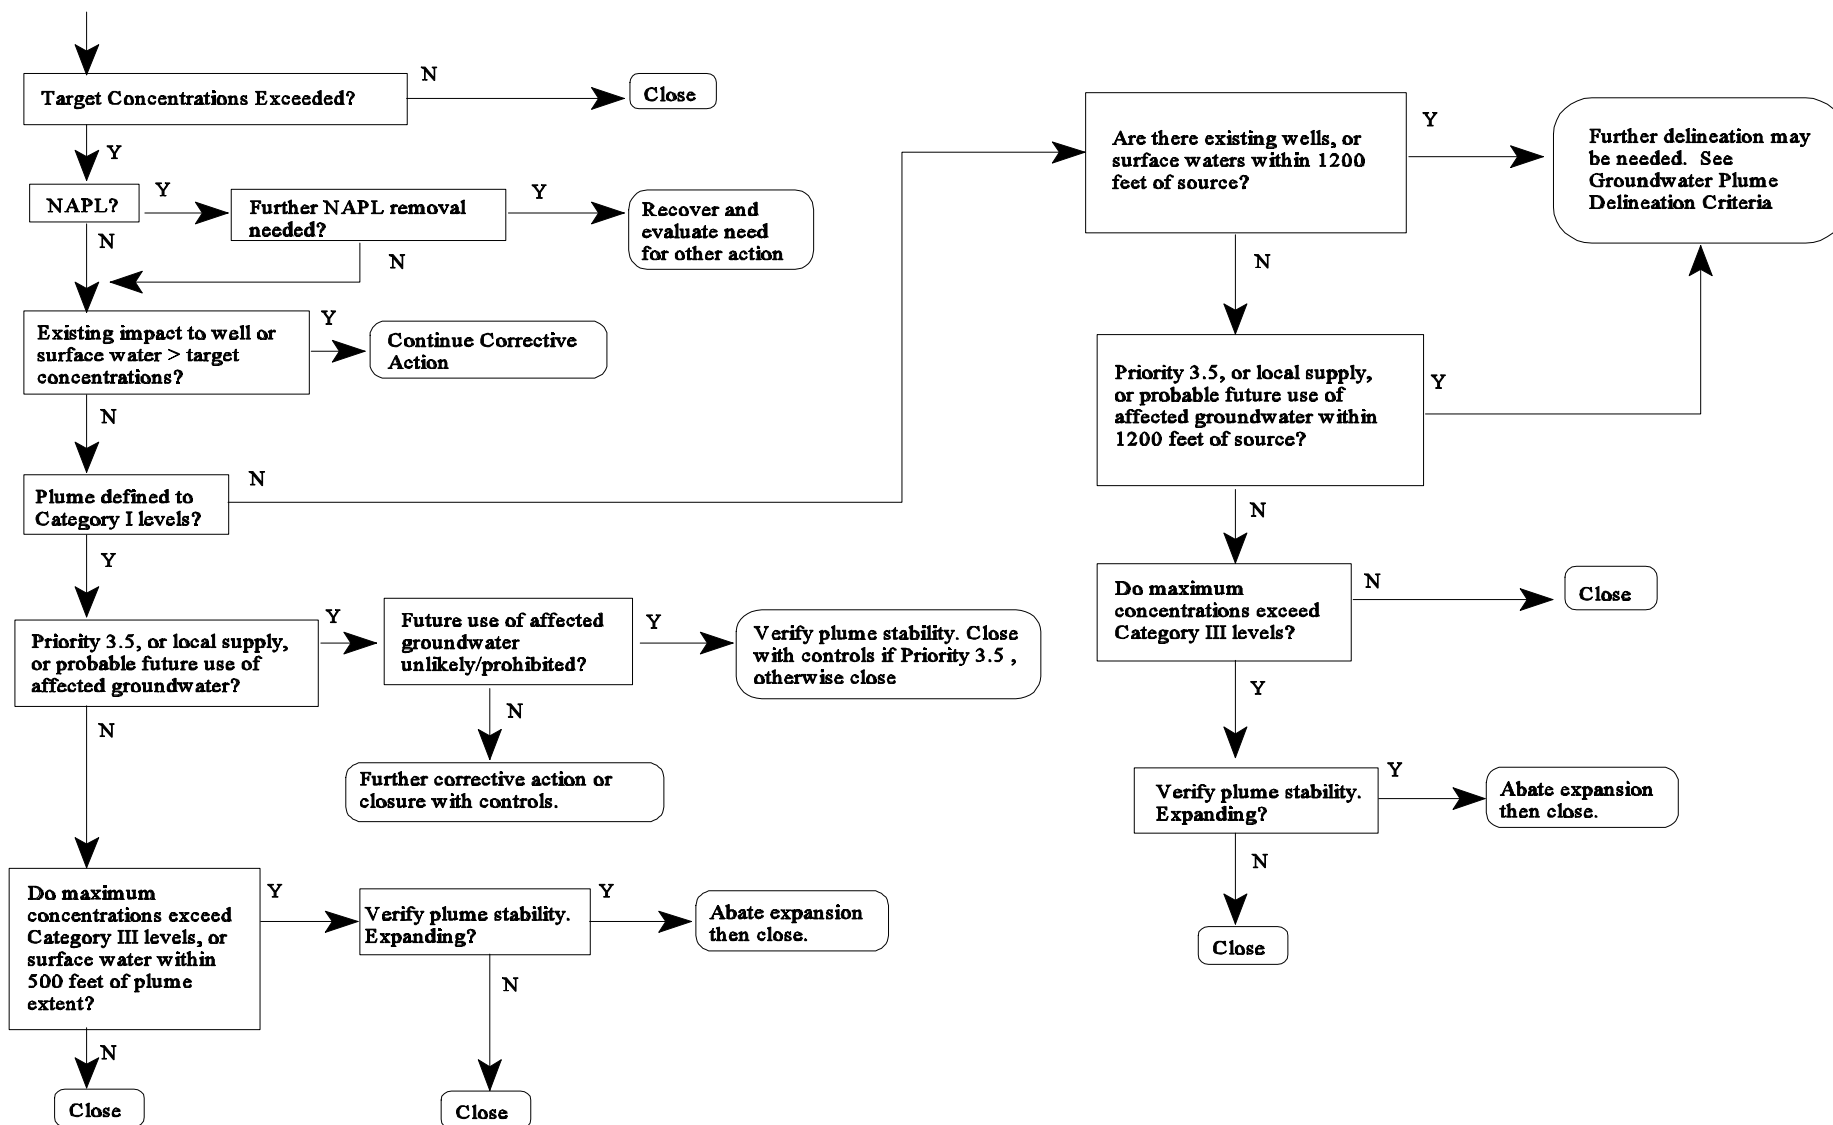 Target Concentrations Exceeded?
N
Close
Y
NAPL?
Y
Further NAPL removal
needed?
Y
Recover and
evaluate need
for other action
N
N
Existing impact to well or
surface water > target
concentrations?
Y
Continue Corrective
Action
N
Plume defined to
Category I levels?
N
Y
Priority 3.5, or local supply,
or probable future use of
affected groundwater?
Y
Future use of affected
groundwater
unlikely/prohibited?
Y
Verify plume stability. Close
with controls if Priority 3.5 ,
otherwise close
N
Further corrective action or
closure with controls.
N
Do maximum
concentrations exceed
Category III levels, or
surface water within
500 feet of plume
extent?
Y
Verify plume stability.
Expanding?
Y
Abate expansion
then close.
N
Close
N
Close
Are there existing wells, or
surface waters within 1200
feet of source?
Y
Further delineation may
be needed. See
Groundwater Plume
Delineation Criteria
N
Priority 3.5, or local supply,
or probable future use of
affected groundwater within
1200 feet of source?
Y
N
Do maximum
concentrations exceed
Category III levels?
N
Close
Y
Verify plume stability.
Expanding?
Y
Abate expansion
then close.
N
Close